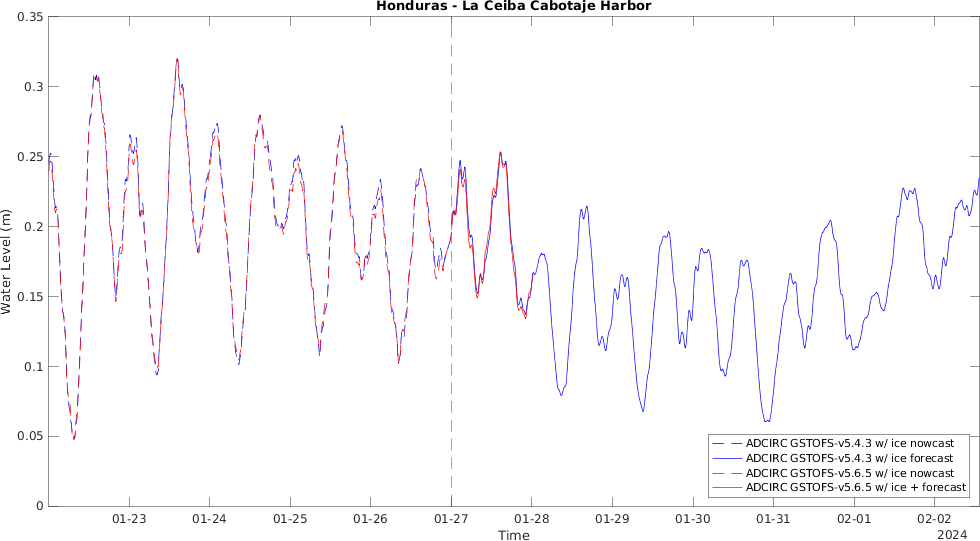 Honduras - La Ceiba Cabotaje Harbor
0.35
0.3
0.25
0.2
0.15
0.1
0.05
0
Water Level (m)
01-23
01-24
01-25
01-26
01-27
01-28
01-29
01-30
01-31
02-01
02-02
Time
2024
ADCIRC GSTOFS-v5.4.3 w/ ice nowcast
ADCIRC GSTOFS-v5.4.3 w/ ice forecast
ADCIRC GSTOFS-v5.6.5 w/ ice nowcast
ADCIRC GSTOFS-v5.6.5 w/ ice + forecast